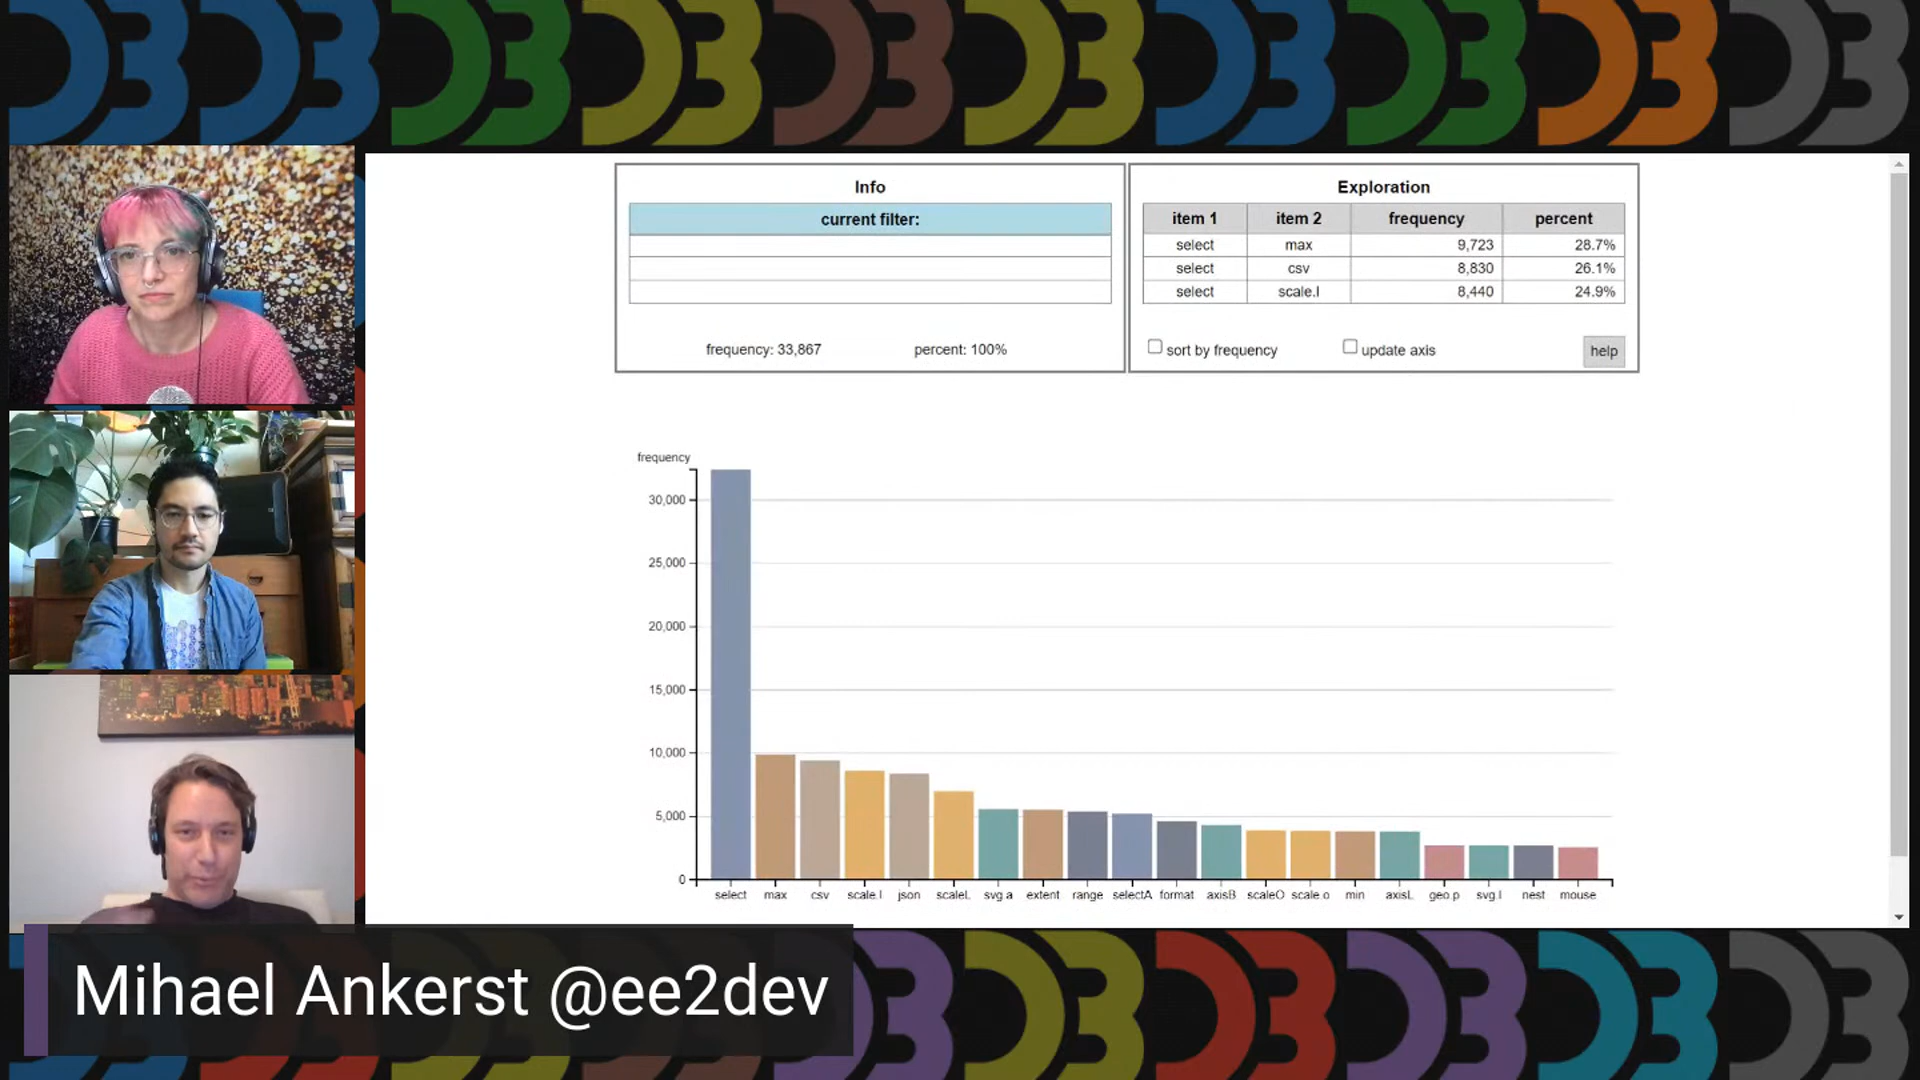 Info
current filter:
frequency: 33,867 percent: 100%
Exploration
item 1 item 2 frequency percent
select max 9,723 28.7%
select csv 8,830 26.1%
select scale.l 8,440 24.9%
sort by frequency update axis help
frequency
30,000
25,000
20,000
15,000
10,000
5,000
0
select max csv scale.l json scaleL svg.a extent range selectA format axisB scaleO scale.o min axisL geo.p svg.l nest mouse
Mihael Ankerst @ee2dev